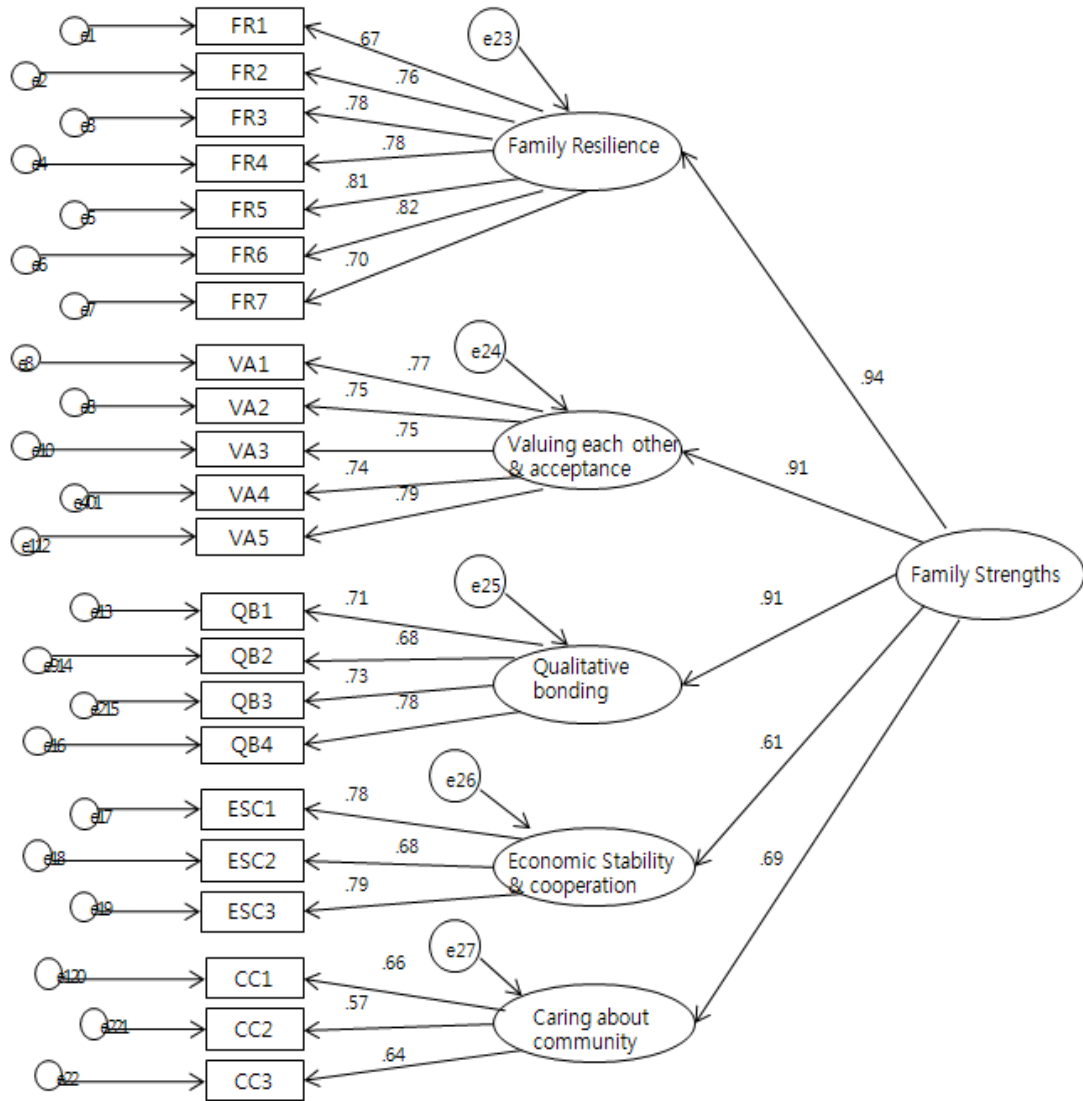 e1
FR1
.67
e23
e2
FR2
.76
e3
FR3
.78
Family Resilience
e4
FR4
.78
e5
FR5
.81
e6
FR6
.82
e7
FR7
.70
.94
e8
VA1
.77
e24
VA2
.75
e10
VA3
.75
Valuing each other
& acceptance
VA4
.74
VA5
.79
.91
Family Strengths
e13
QB1
.71
e25
.91
QB2
.68
QB3
.73
Qualitative
bonding
e16
QB4
.78
.61
e17
ESC1
.78
e26
e18
ESC2
.68
Economic Stability
& cooperation
e19
ESC3
.79
.69
CC1
.66
e27
CC2
.57
Caring about
community
e22
CC3
.64